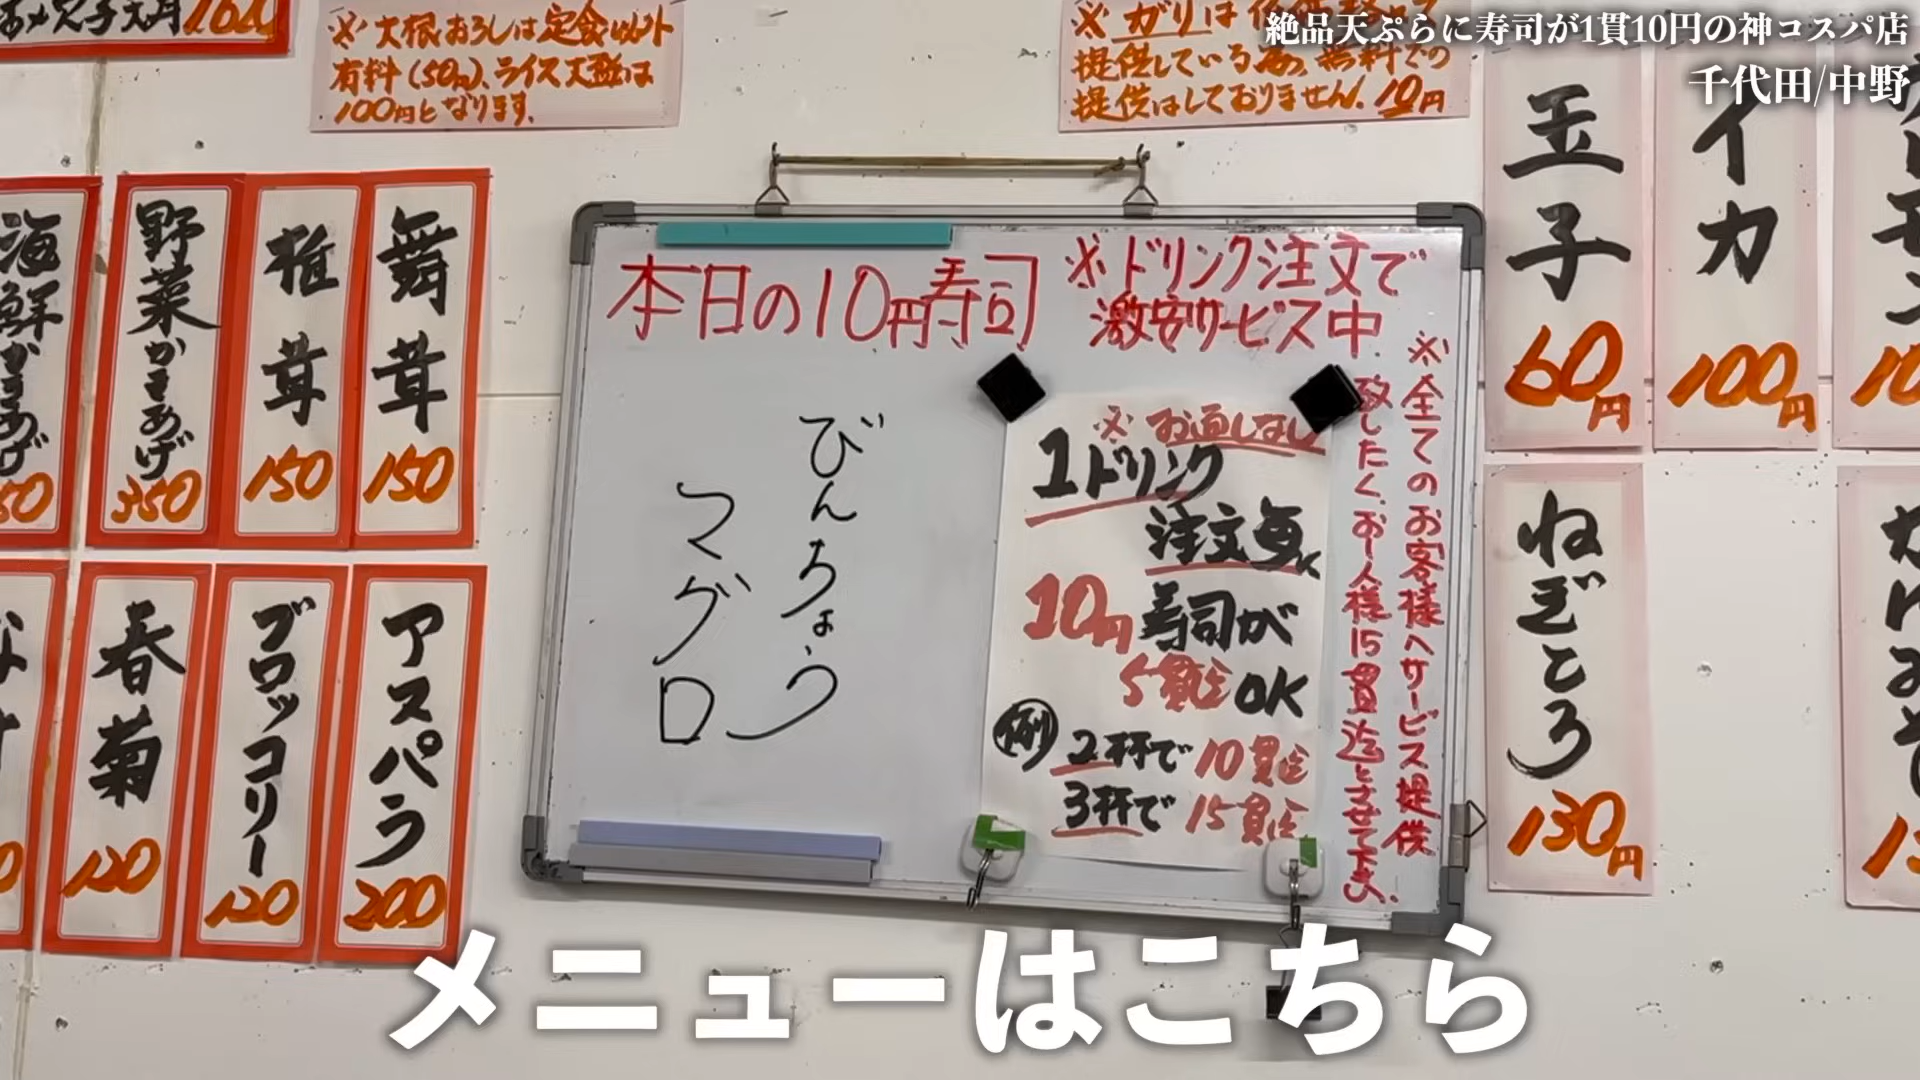 絶品天ぷらに寿司が1貫10円の神コスパ店
千代田/中野
※大根おろしは定食以外
有料(50円)、ライス天麩は
100円となります。
※ガリは
提供している為、無料での
提供はしておりません。10円
海鮮かきあげ
野菜かきあげ
350
椎茸
150
舞茸
150
春菊
120
ブロッコリー
120
アスパラ
200
本日の10円寿司
※ドリンク注文で
激安サービス中
びんちょう
マグロ
※お通しなし
1ドリンク
注文毎に
10円寿司が
5貫迄OK
例 2杯で10貫迄
3杯で15貫迄
※全てのお客様へサービス提供
致したく、お一人様15貫迄とさせて下さい。
玉子
60円
イカ
100円
ねぎとろ
130円
メニューはこちら